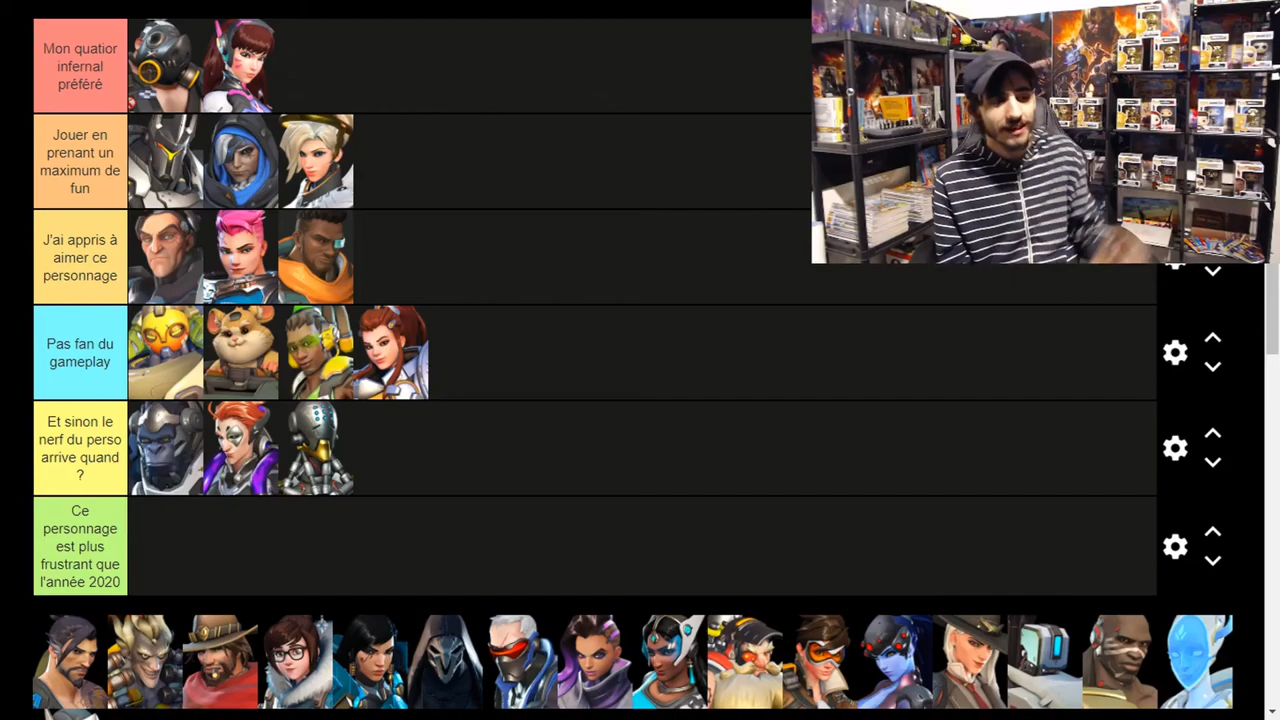 Mon quatior
infernal
préféré
Jouer en
prenant un
maximum de
fun
J'ai appris à
aimer ce
personnage
Pas fan du
gameplay
Et sinon le
nerf du perso
arrive quand
?
Ce
personnage
est plus
frustrant que
l'année 2020